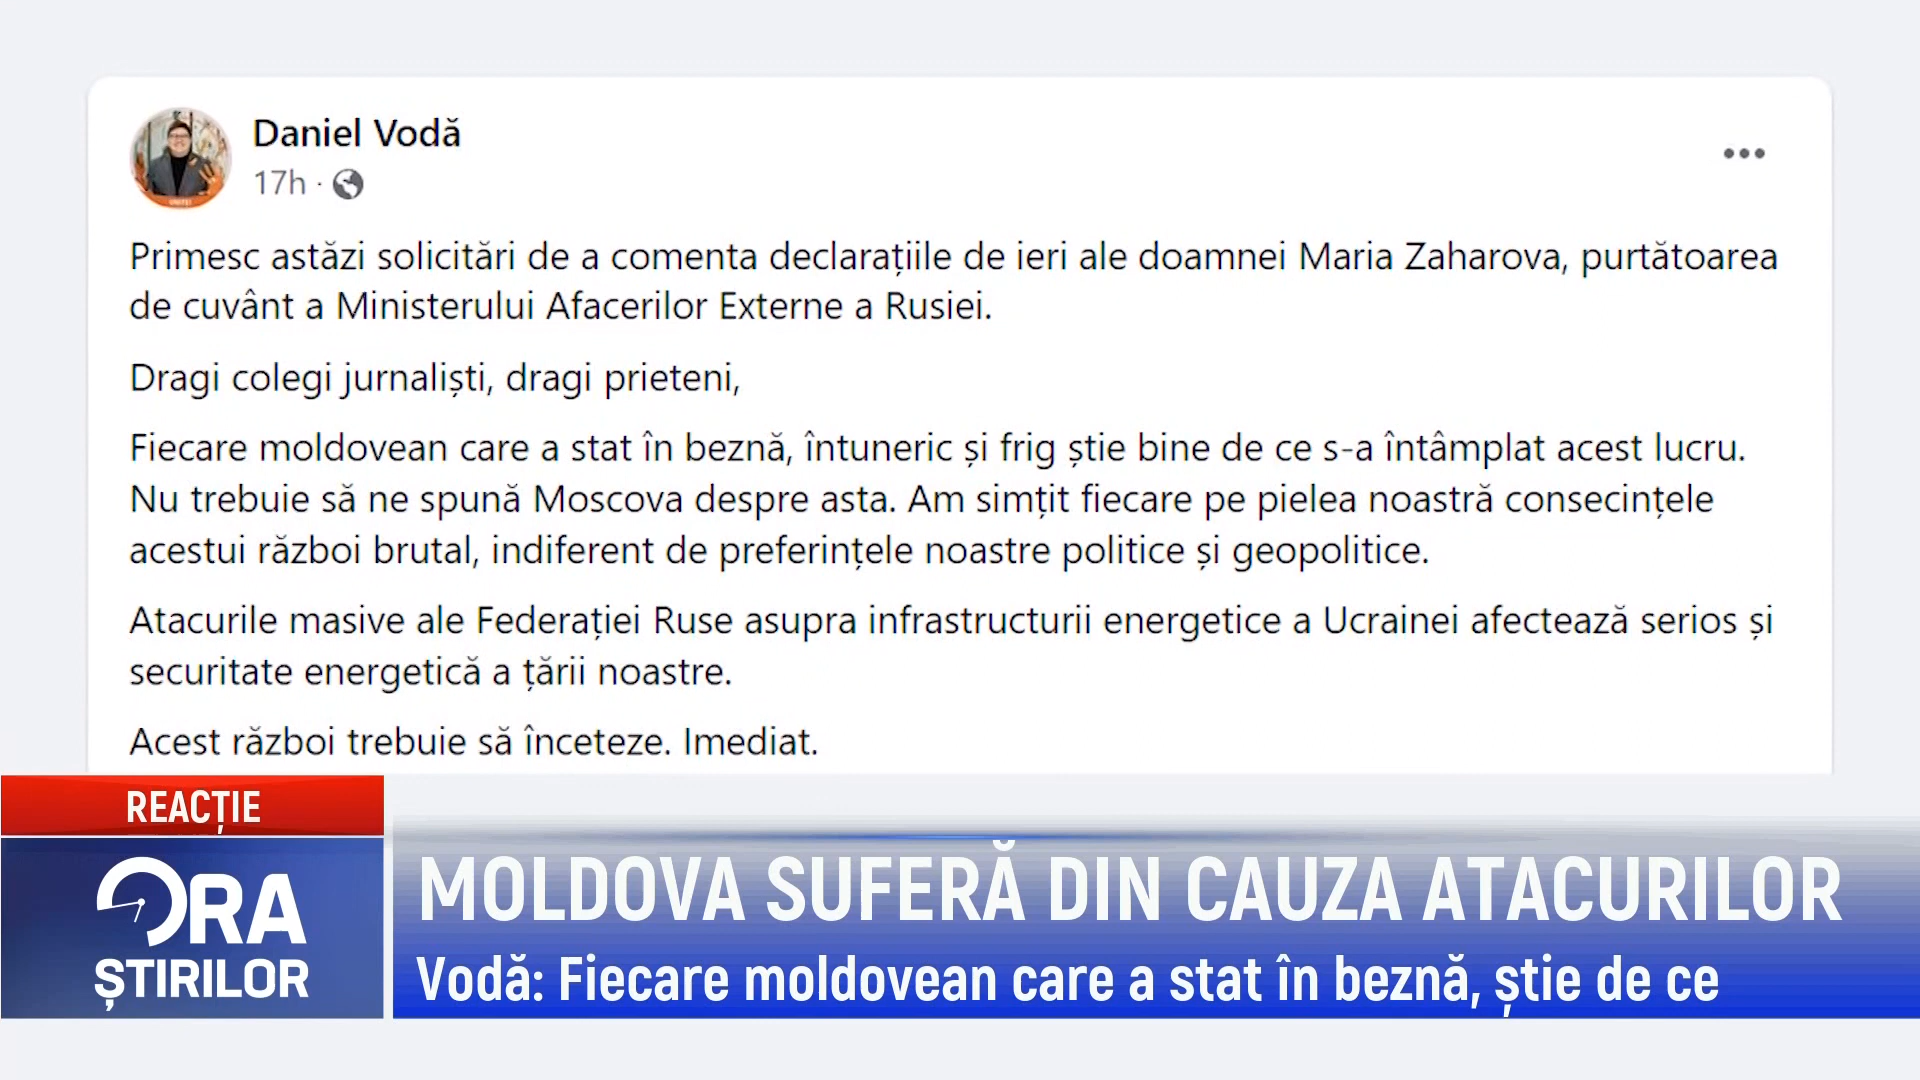 Daniel Vodă
17h ·
Primesc astăzi solicitări de a comenta declarațiile de ieri ale doamnei Maria Zaharova, purtătoarea
de cuvânt a Ministerului Afacerilor Externe a Rusiei.
Dragi colegi jurnaliști, dragi prieteni,
Fiecare moldovean care a stat în beznă, întuneric și frig știe bine de ce s-a întâmplat acest lucru.
Nu trebuie să ne spună Moscova despre asta. Am simțit fiecare pe pielea noastră consecințele
acestui război brutal, indiferent de preferințele noastre politice și geopolitice.
Atacurile masive ale Federației Ruse asupra infrastructurii energetice a Ucrainei afectează serios și
securitate energetică a țării noastre.
Acest război trebuie să înceteze. Imediat.
REACȚIE
ORA
ȘTIRILOR
MOLDOVA SUFERĂ DIN CAUZA ATACURILOR
Vodă: Fiecare moldovean care a stat în beznă, știe de ce